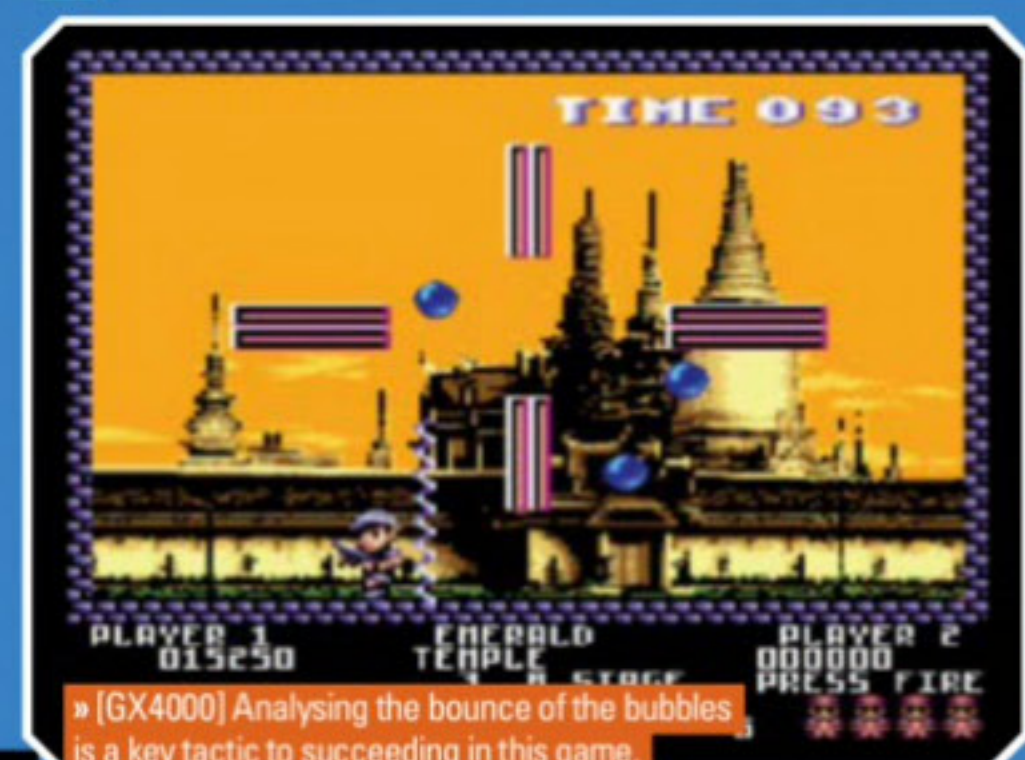 TIME 093
PLAYER 1 EMERALD PLAYER 2
015250 TEMPLE 000000
STAGE PRESS FIRE
» [GX4000] Analysing the bounce of the bubbles
is a key tactic to succeeding in this game.